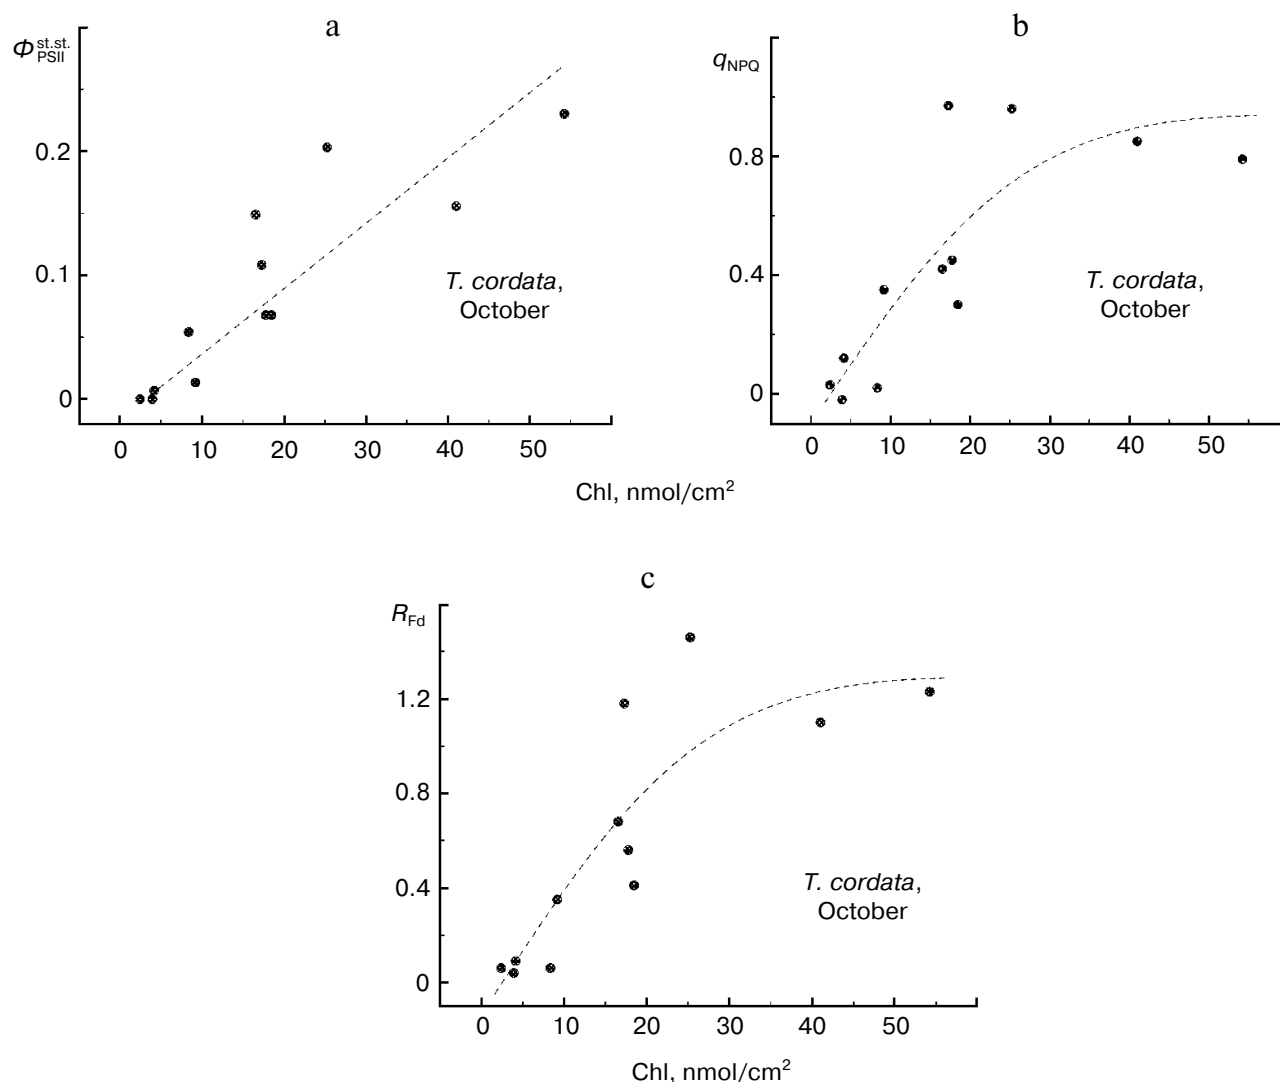 a
Φ st.st. PSII
0.2
0.1
0
T. cordata,
October
0 10 20 30 40 50
b
qNPQ
0.8
0.4
0
T. cordata,
October
0 10 20 30 40 50
Chl, nmol/cm²
c
RFd
1.2
0.8
0.4
0
T. cordata,
October
0 10 20 30 40 50
Chl, nmol/cm²